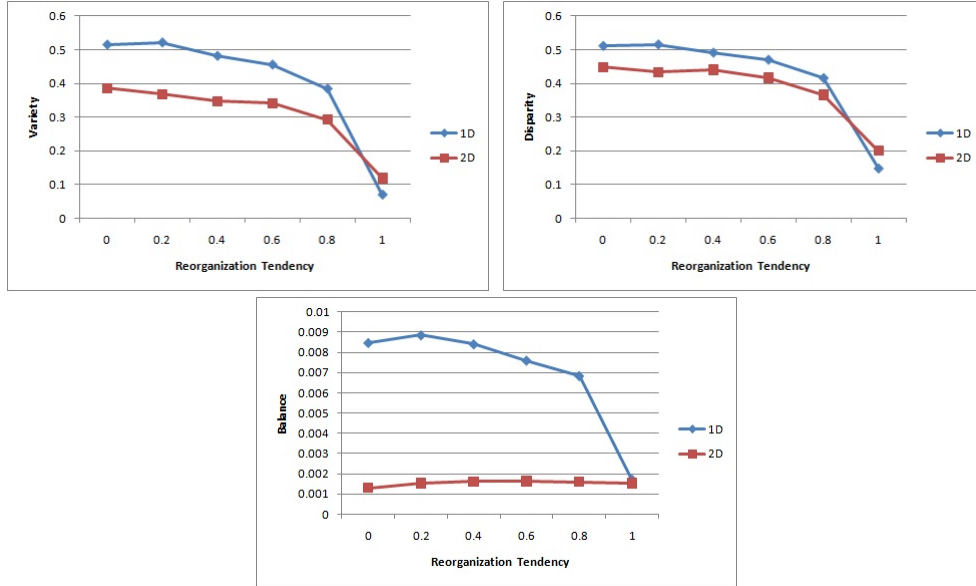 0.6
0.5
0.4
0.3
0.2
0.1
0
Variety
0 0.2 0.4 0.6 0.8 1
Reorganization Tendency
1D
2D
0.6
0.5
0.4
0.3
0.2
0.1
0
Disparity
0 0.2 0.4 0.6 0.8 1
Reorganization Tendency
1D
2D
0.01
0.009
0.008
0.007
0.006
0.005
0.004
0.003
0.002
0.001
0
Balance
0 0.2 0.4 0.6 0.8 1
Reorganization Tendency
1D
2D